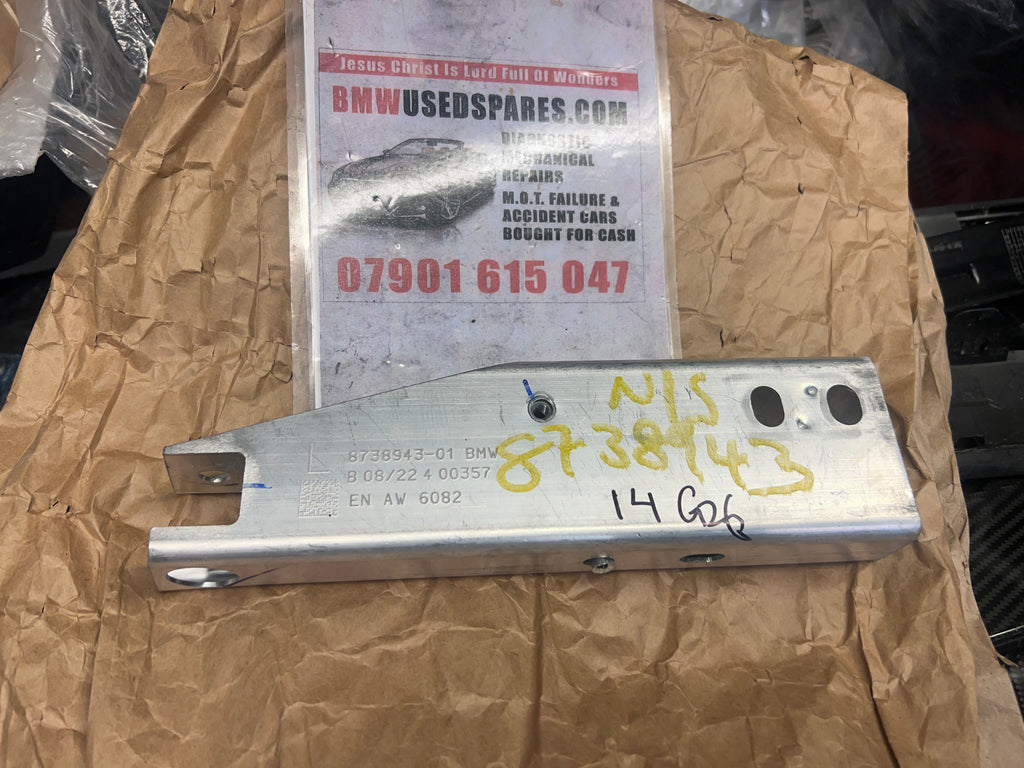 Jesus Christ Is Lord Full Of Wonders
BMWUSEDSPARES.COM
DIAGNOSTIC
MECHANICAL
REPAIRS
M.O.T. FAILURE &
ACCIDENT CARS
BOUGHT FOR CASH
07901 615 047
N/S
8738943
14 G26
L
8738943-01 BMW
B 08/22 4 00357
EN AW 6082